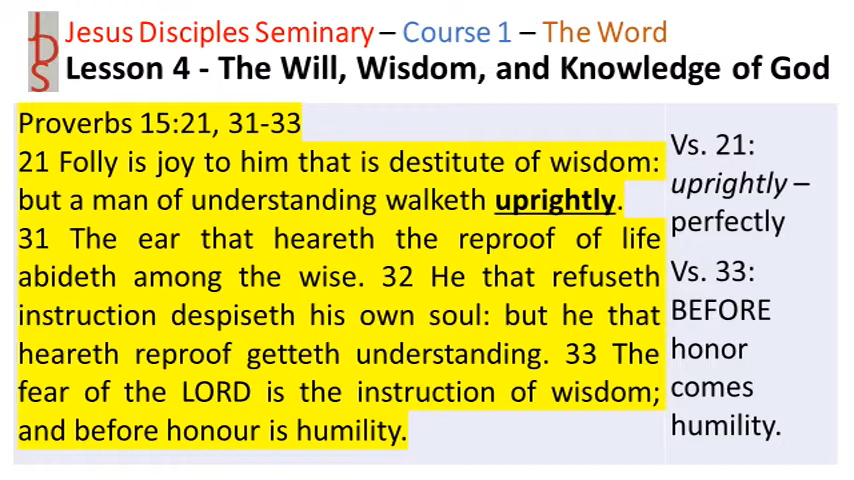 JDS
Jesus Disciples Seminary – Course 1 – The Word
Lesson 4 - The Will, Wisdom, and Knowledge of God
Proverbs 15:21, 31-33
21 Folly is joy to him that is destitute of wisdom:
but a man of understanding walketh uprightly.
31 The ear that heareth the reproof of life
abideth among the wise. 32 He that refuseth
instruction despiseth his own soul: but he that
heareth reproof getteth understanding. 33 The
fear of the LORD is the instruction of wisdom;
and before honour is humility.
Vs. 21:
uprightly –
perfectly
Vs. 33:
BEFORE
honor
comes
humility.